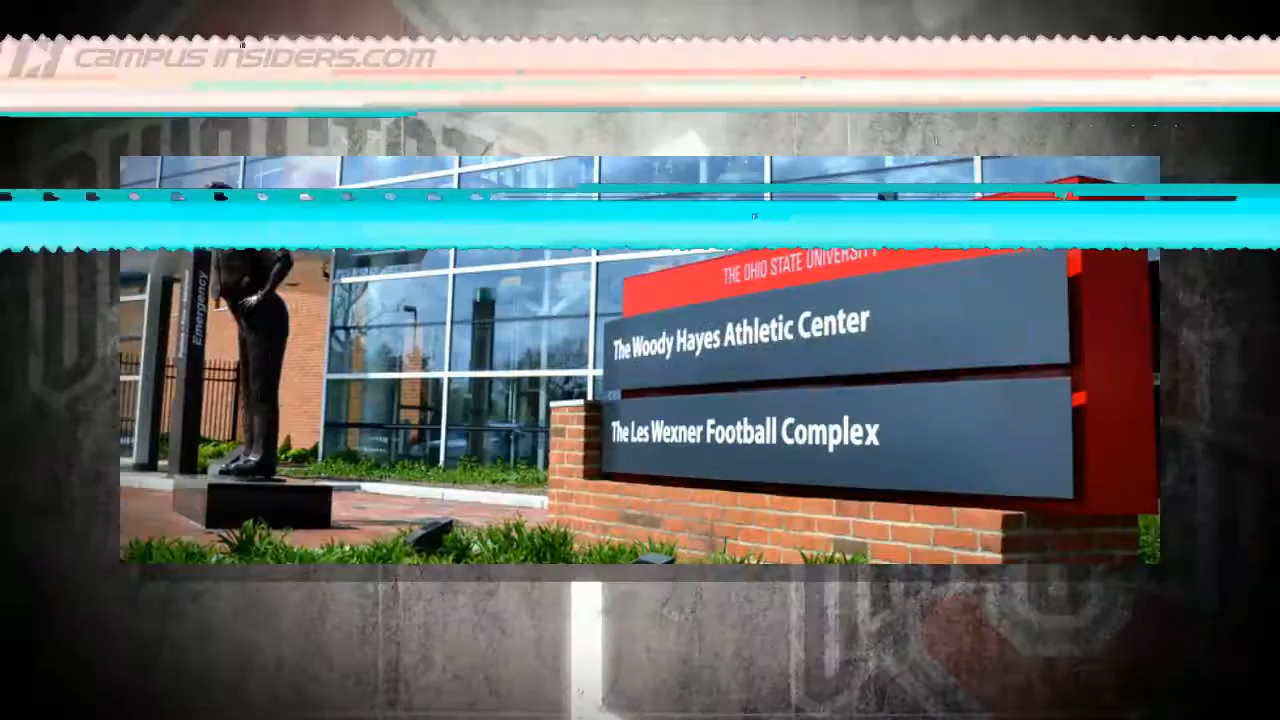 CAMPUS INSIDERS.COM
THE OHIO STATE UNIVERSITY
The Woody Hayes Athletic Center
The Les Wexner Football Complex
Emergency